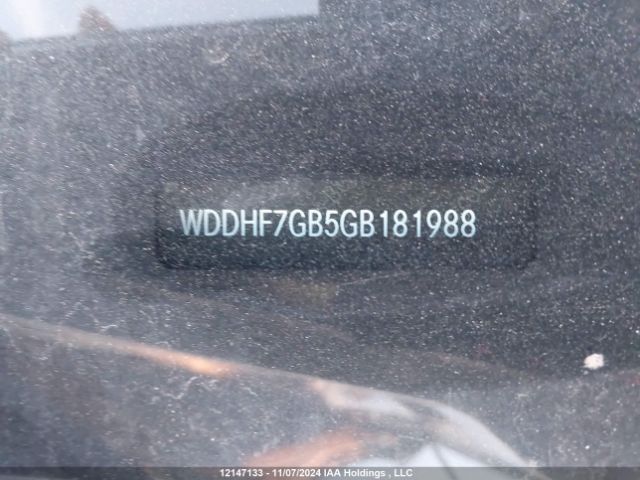 WDDHF7GB5GB181988
12147133 - 11/07/2024 IAA Holdings , LLC